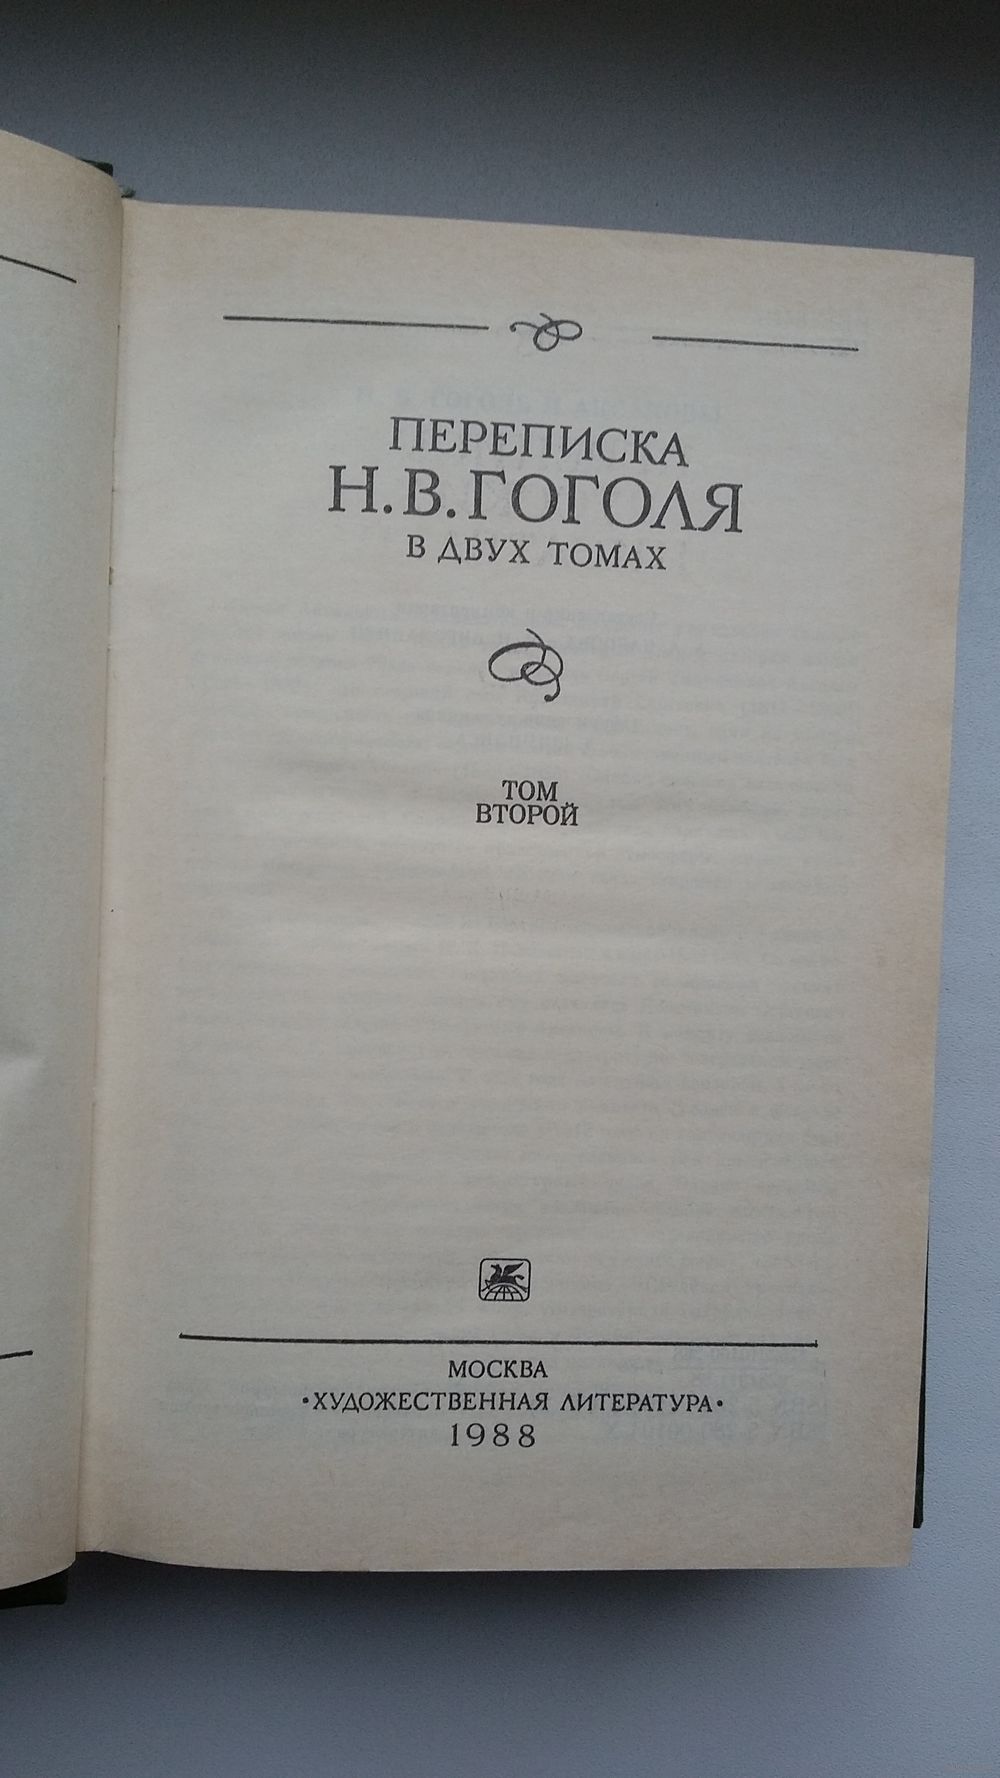 ПЕРЕПИСКА
Н. В. ГОГОЛЯ
В ДВУХ ТОМАХ
ТОМ
ВТОРОЙ
МОСКВА
•ХУДОЖЕСТВЕННАЯ ЛИТЕРАТУРА•
1988